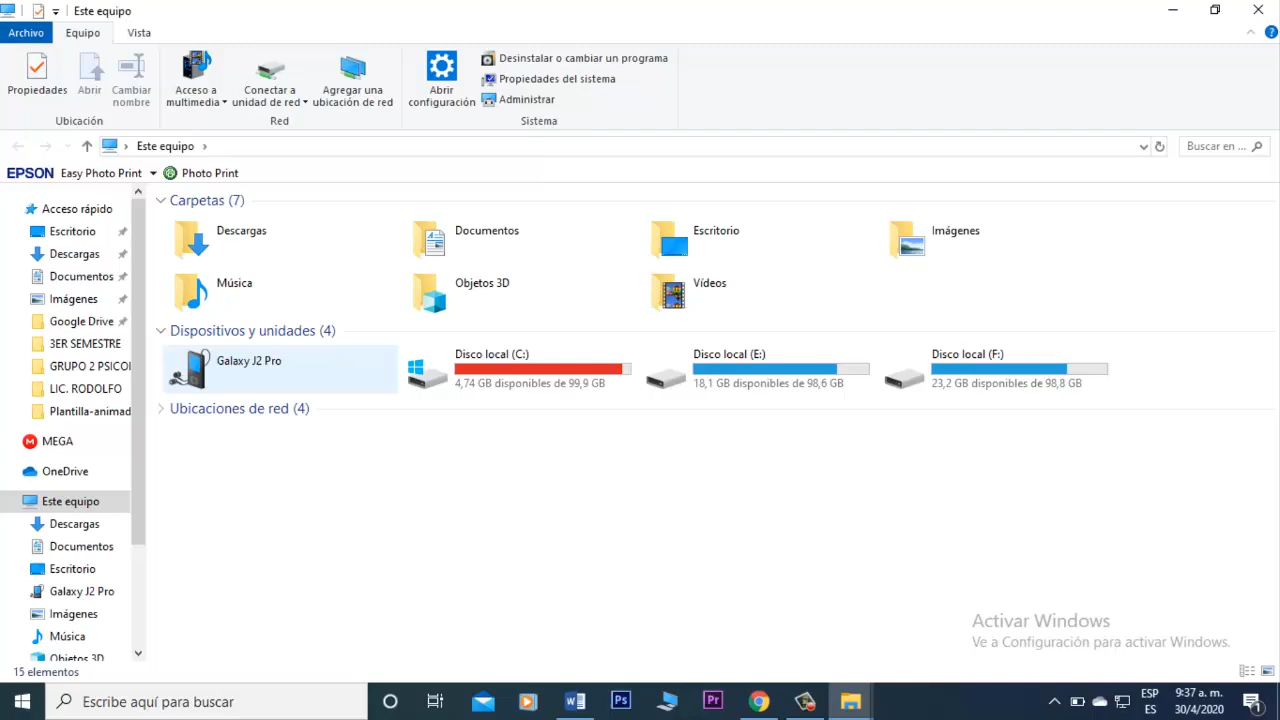 Este equipo
Archivo
Equipo
Vista
Propiedades
Abrir
Cambiar
nombre
Ubicación
Acceso a
multimedia
Conectar a
unidad de red
Agregar una
ubicación de red
Red
Abrir
configuración
Desinstalar o cambiar un programa
Propiedades del sistema
Administrar
Sistema
Este equipo
Buscar en ...
EPSON Easy Photo Print
Photo Print
Acceso rápido
Escritorio
Descargas
Documentos
Imágenes
Google Drive
3ER SEMESTRE
GRUPO 2 PSICOI
LIC. RODOLFO
Plantilla-animad
MEGA
OneDrive
Este equipo
Descargas
Documentos
Escritorio
Galaxy J2 Pro
Imágenes
Música
Objetos 3D
Carpetas (7)
Descargas
Documentos
Escritorio
Imágenes
Música
Objetos 3D
Vídeos
Dispositivos y unidades (4)
Galaxy J2 Pro
Disco local (C:)
4,74 GB disponibles de 99,9 GB
Disco local (E:)
18,1 GB disponibles de 98,6 GB
Disco local (F:)
23,2 GB disponibles de 98,8 GB
Ubicaciones de red (4)
Activar Windows
Ve a Configuración para activar Windows.
15 elementos
Escribe aquí para buscar
W
Ps
Pr
ESP
ES
9:37 a. m.
30/4/2020
1